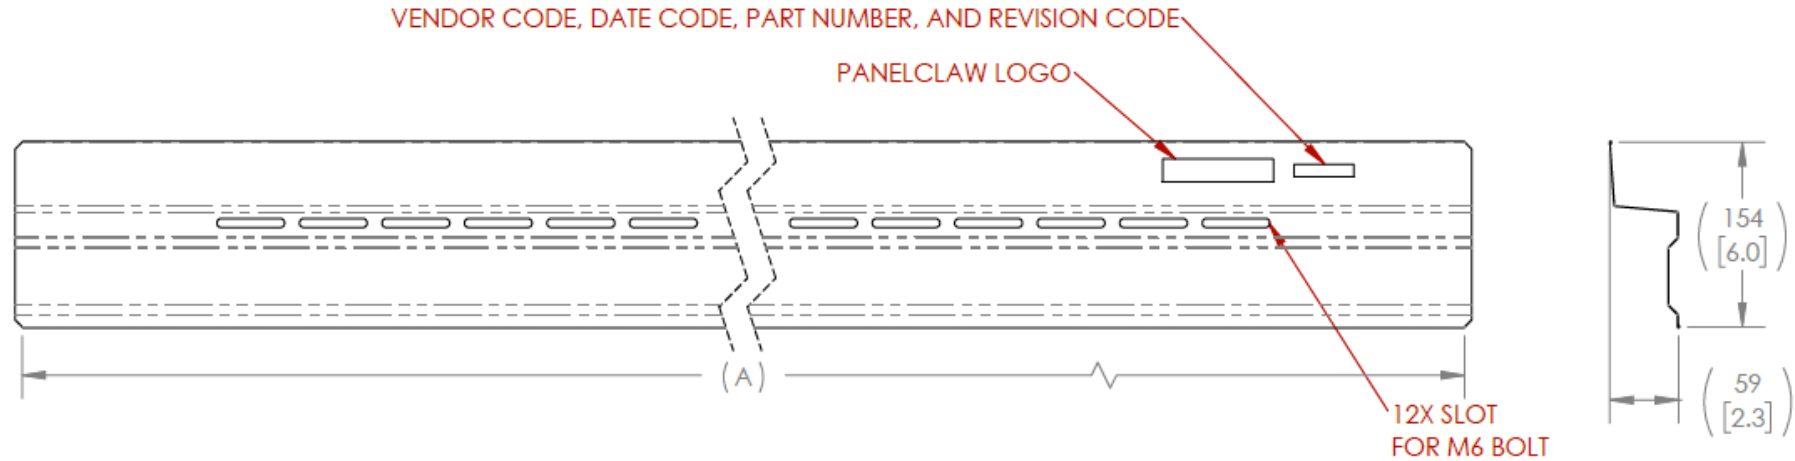 VENDOR CODE, DATE CODE, PART NUMBER, AND REVISION CODE
PANELCLAW LOGO
(154
[6.0])
(A)
(59
[2.3])
12X SLOT
FOR M6 BOLT